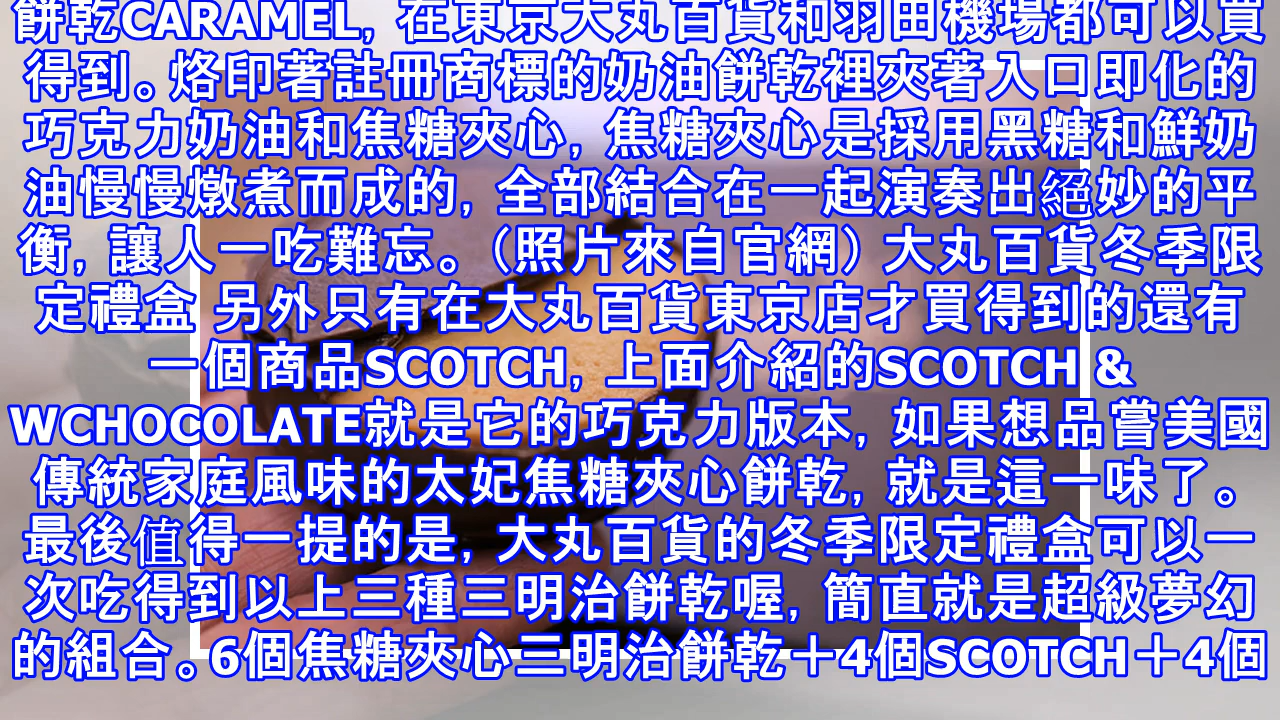 餅乾CARAMEL, 在東京大丸百貨和羽田機場都可以買
得到。烙印著註冊商標的奶油餅乾裡夾著入口即化的
巧克力奶油和焦糖夾心, 焦糖夾心是採用黑糖和鮮奶
油慢慢燉煮而成的, 全部結合在一起演奏出絕妙的平
衡, 讓人一吃難忘。(照片來自官網) 大丸百貨冬季限
定禮盒 另外只有在大丸百貨東京店才買得到的還有
一個商品SCOTCH, 上面介紹的SCOTCH &
WCHOCOLATE就是它的巧克力版本, 如果想品嘗美國
傳統家庭風味的太妃焦糖夾心餅乾, 就是這一味了。
最後值得一提的是, 大丸百貨的冬季限定禮盒可以一
次吃得到以上三種三明治餅乾喔, 簡直就是超級夢幻
的組合。6個焦糖夾心三明治餅乾＋4個SCOTCH＋4個